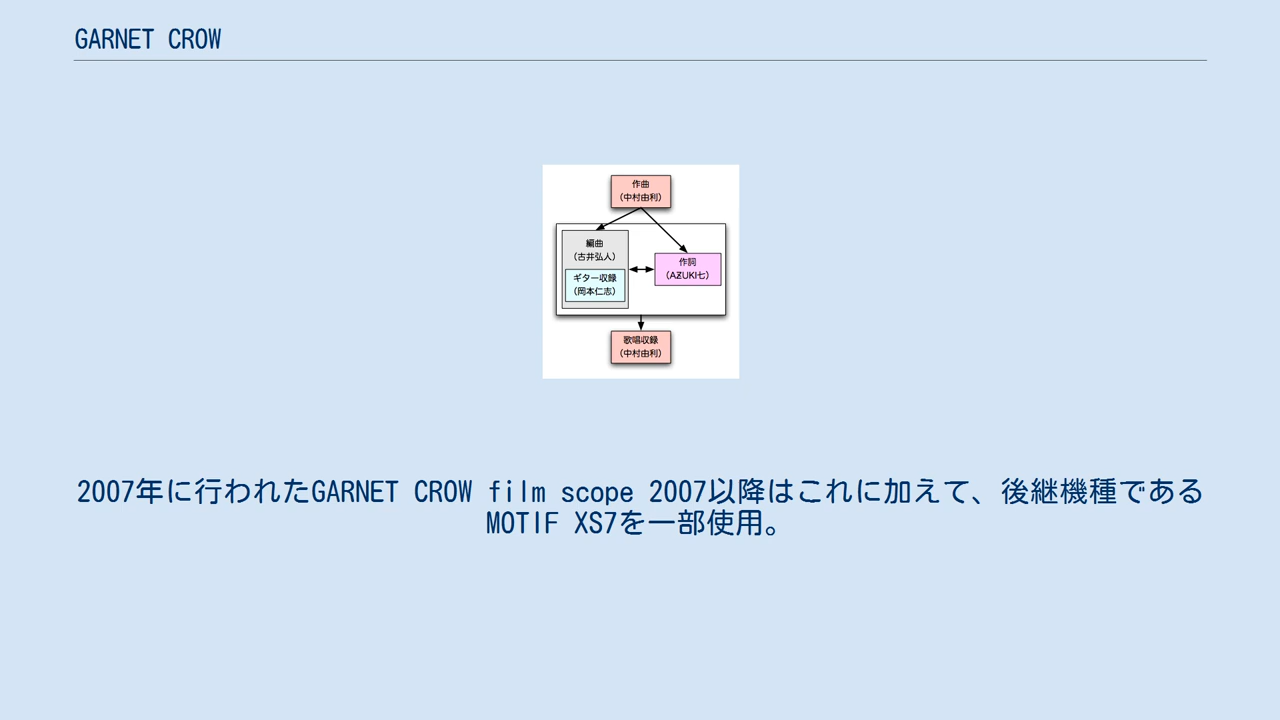 GARNET CROW
作曲
(中村由利)
編曲
(古井弘人)
ギター収録
(岡本仁志)
作詞
(AZUKI七)
歌唱収録
(中村由利)
2007年に行われたGARNET CROW film scope 2007以降はこれに加えて、後継機種である
MOTIF XS7を一部使用。